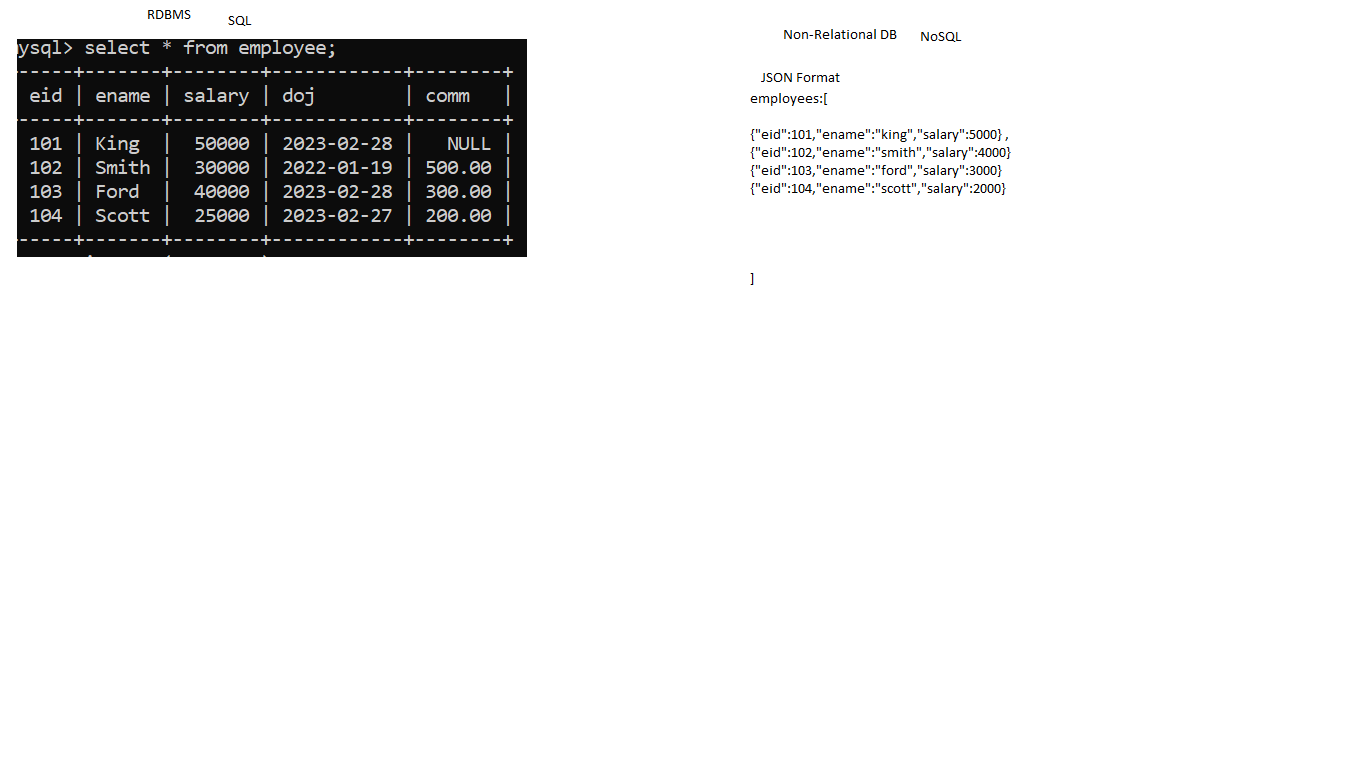 RDBMS SQL
ysql> select * from employee;
-----+-------+--------+------------+--------+
eid | ename | salary | doj | comm |
-----+-------+--------+------------+--------+
101 | King | 50000 | 2023-02-28 | NULL |
102 | Smith | 30000 | 2022-01-19 | 500.00 |
103 | Ford | 40000 | 2023-02-28 | 300.00 |
104 | Scott | 25000 | 2023-02-27 | 200.00 |
-----+-------+--------+------------+--------+
Non-Relational DB NoSQL
JSON Format
employees:[
{"eid":101,"ename":"king","salary":5000} ,
{"eid":102,"ename":"smith","salary":4000}
{"eid":103,"ename":"ford","salary":3000}
{"eid":104,"ename":"scott","salary":2000}
]